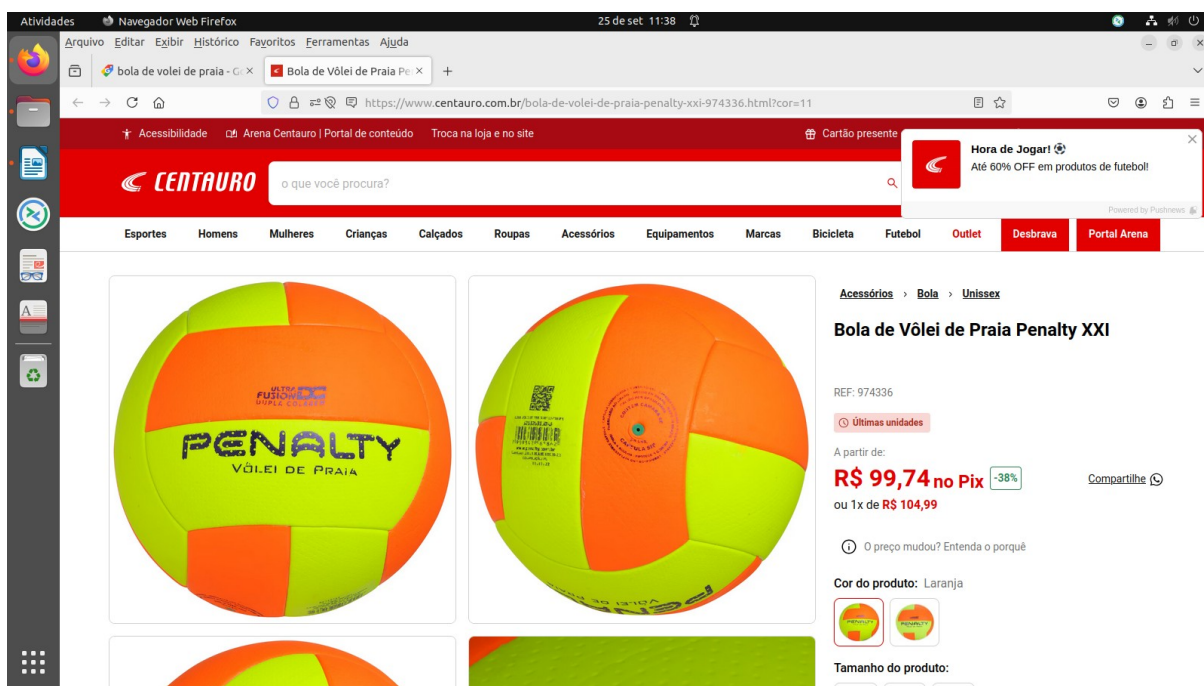 Atividades
Navegador Web Firefox
25 de set 11:38
Arquivo Editar Exibir Histórico Favoritos Ferramentas Ajuda
bola de volei de praia - Go
Bola de Vôlei de Praia Pe
https://www.centauro.com.br/bola-de-volei-de-praia-penalty-xxi-974336.html?cor=11
Acessibilidade
Arena Centauro | Portal de conteúdo
Troca na loja e no site
Cartão presente
Hora de Jogar!
Até 60% OFF em produtos de futebol!
Powered by Pushnews
CENTAURO
o que você procura?
Esportes Homens Mulheres Crianças Calçados Roupas Acessórios Equipamentos Marcas Bicicleta Futebol Outlet Desbrava Portal Arena
ULTRA
FUSION DC
DUPLA COLAGEM
PENALTY
VÔLEI DE PRAIA
Acessórios > Bola > Unissex
Bola de Vôlei de Praia Penalty XXI
REF: 974336
Últimas unidades
A partir de:
R$ 99,74 no Pix -38%
Compartilhe
ou 1x de R$ 104,99
O preço mudou? Entenda o porquê
Cor do produto: Laranja
PENALTY
PENALTY
Tamanho do produto: